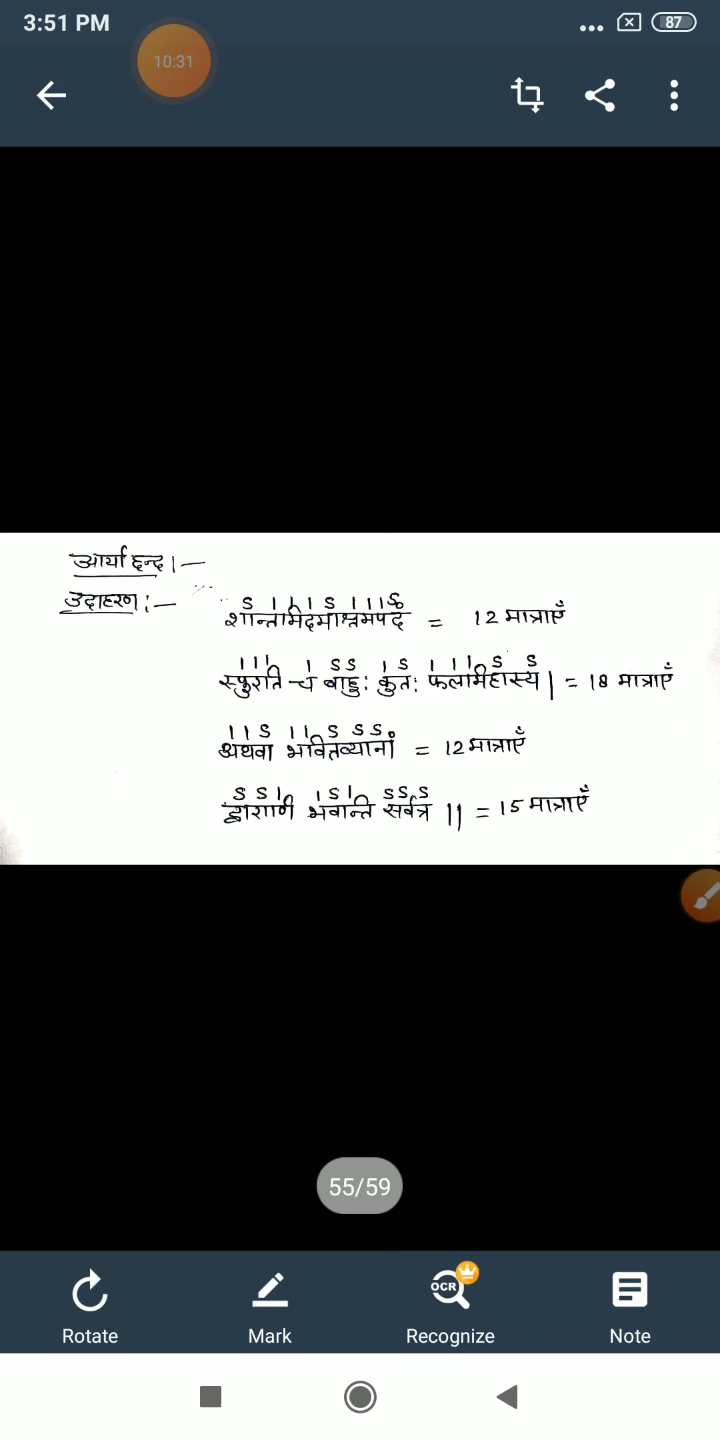 3:51 PM
87
10:31
आर्या छन्द।—
उदाहरण:—
S I I I S I I I S
शान्तमिदमाश्रमपदं = 12 मात्राएँ
I I I I S S I S I I I S S
स्फुरति च बाहु: कुत: फलमिहास्य | = 18 मात्राएँ
I I S I I S S S
अथवा भवितव्यानां = 12 मात्राएँ
S S I I S I S S S
द्वाराणि भवन्ति सर्वत्र || = 15 मात्राएँ
55/59
OCR
Rotate
Mark
Recognize
Note